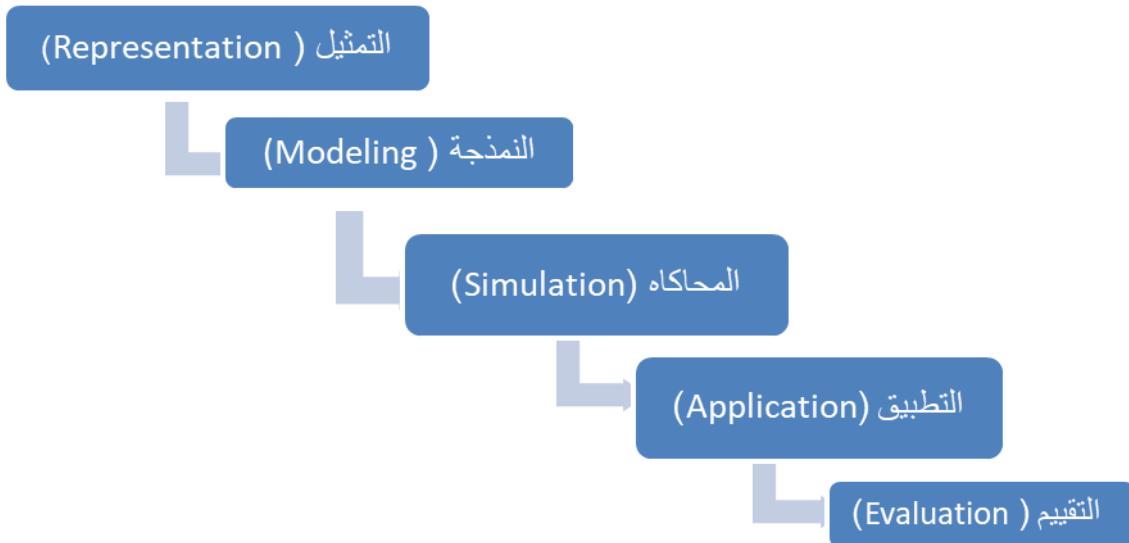 التمثيل ( Representation)
النمذجة ( Modeling)
المحاكاه (Simulation)
التطبيق (Application)
التقييم ( Evaluation)